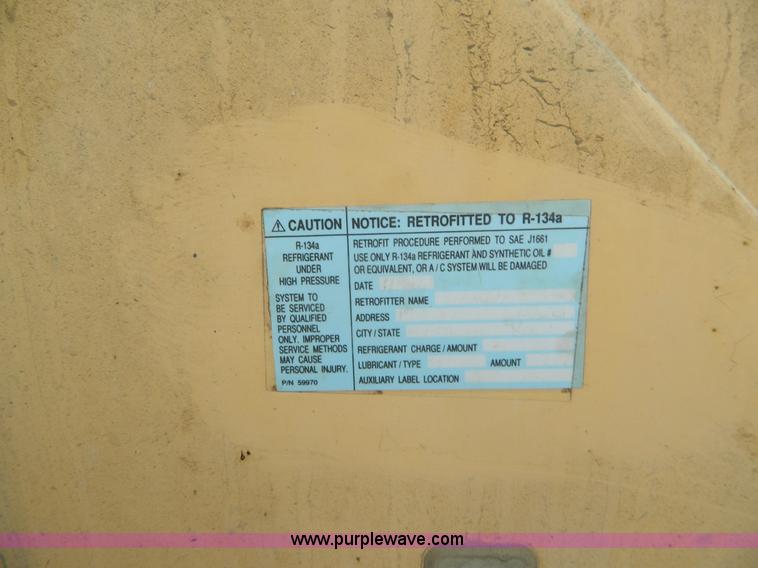 ⚠ CAUTION
R-134a
REFRIGERANT
UNDER
HIGH PRESSURE
SYSTEM TO
BE SERVICED
BY QUALIFIED
PERSONNEL
ONLY. IMPROPER
SERVICE METHODS
MAY CAUSE
PERSONAL INJURY.
P/N 59970
NOTICE: RETROFITTED TO R-134a
RETROFIT PROCEDURE PERFORMED TO SAE J1661
USE ONLY R-134a REFRIGERANT AND SYNTHETIC OIL #
OR EQUIVALENT, OR A / C SYSTEM WILL BE DAMAGED
DATE
RETROFITTER NAME
ADDRESS
CITY / STATE
REFRIGERANT CHARGE / AMOUNT
LUBRICANT / TYPE AMOUNT
AUXILIARY LABEL LOCATION
www.purplewave.com